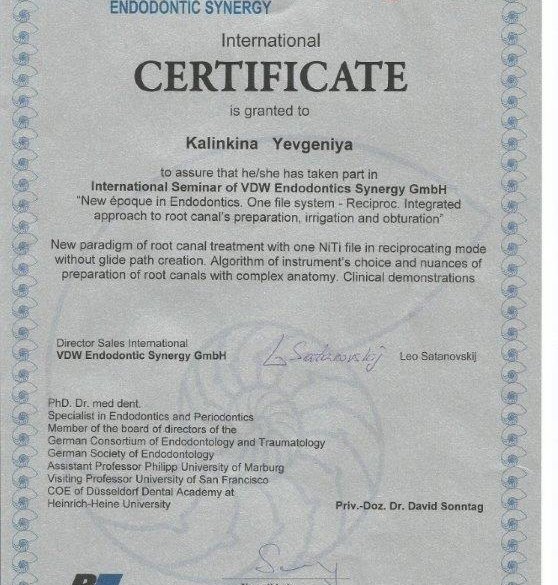 ENDODONTIC SYNERGY
International
CERTIFICATE
is granted to
Kalinkina Yevgeniya
to assure that he/she has taken part in
International Seminar of VDW Endodontics Synergy GmbH
"New époque in Endodontics. One file system - Reciproc. Integrated
approach to root canal's preparation, irrigation and obturation"
New paradigm of root canal treatment with one NiTi file in reciprocating mode
without glide path creation. Algorithm of instrument's choice and nuances of
preparation of root canals with complex anatomy. Clinical demonstrations
Director Sales International
VDW Endodontic Synergy GmbH
L Satanovskij Leo Satanovskij
PhD. Dr. med dent.
Specialist in Endodontics and Periodontics
Member of the board of directors of the
German Consortium of Endodontology and Traumatology
German Society of Endodontology
Assistant Professor Philipp University of Marburg
Visiting Professor University of San Francisco
COE of Düsseldorf Dental Academy at
Heinrich-Heine University
Priv.-Doz. Dr. David Sonntag